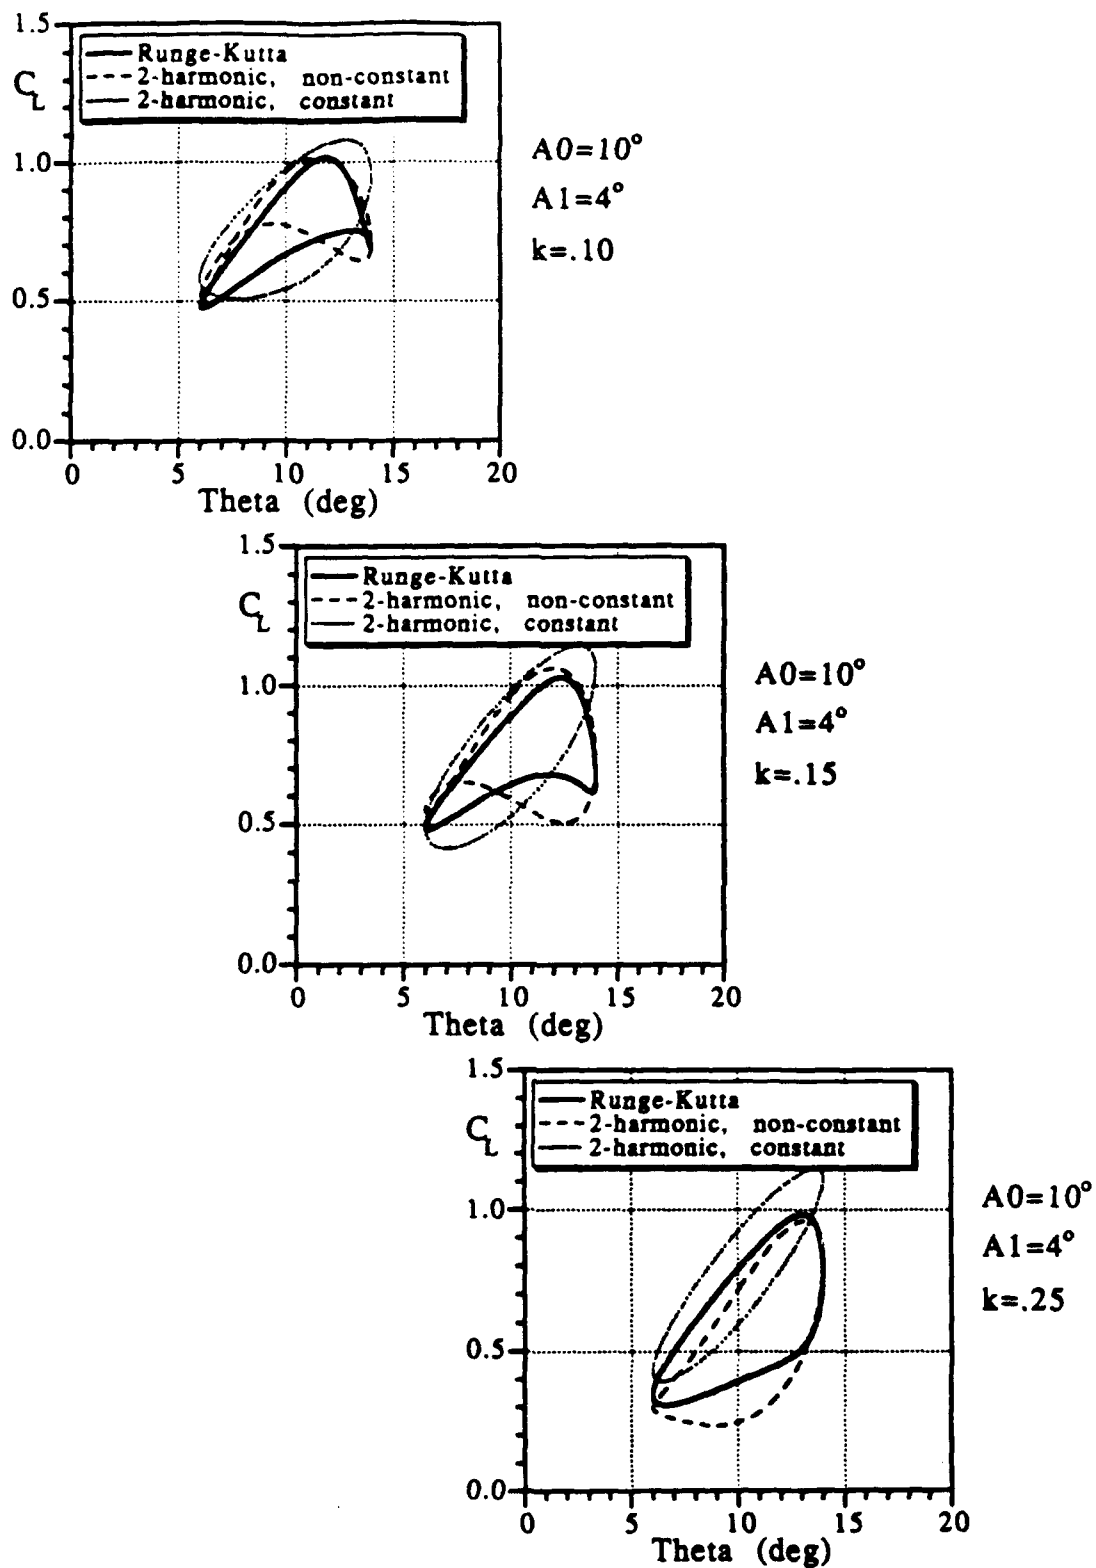 1.5
C_L
Runge-Kutta
2-harmonic, non-constant
2-harmonic, constant
1.0
0.5
0.0
0 5 10 15 20
Theta (deg)
A0=10°
A1=4°
k=.10
1.5
C_L
Runge-Kutta
2-harmonic, non-constant
2-harmonic, constant
1.0
0.5
0.0
0 5 10 15 20
Theta (deg)
A0=10°
A1=4°
k=.15
1.5
C_L
Runge-Kutta
2-harmonic, non-constant
2-harmonic, constant
1.0
0.5
0.0
0 5 10 15 20
Theta (deg)
A0=10°
A1=4°
k=.25